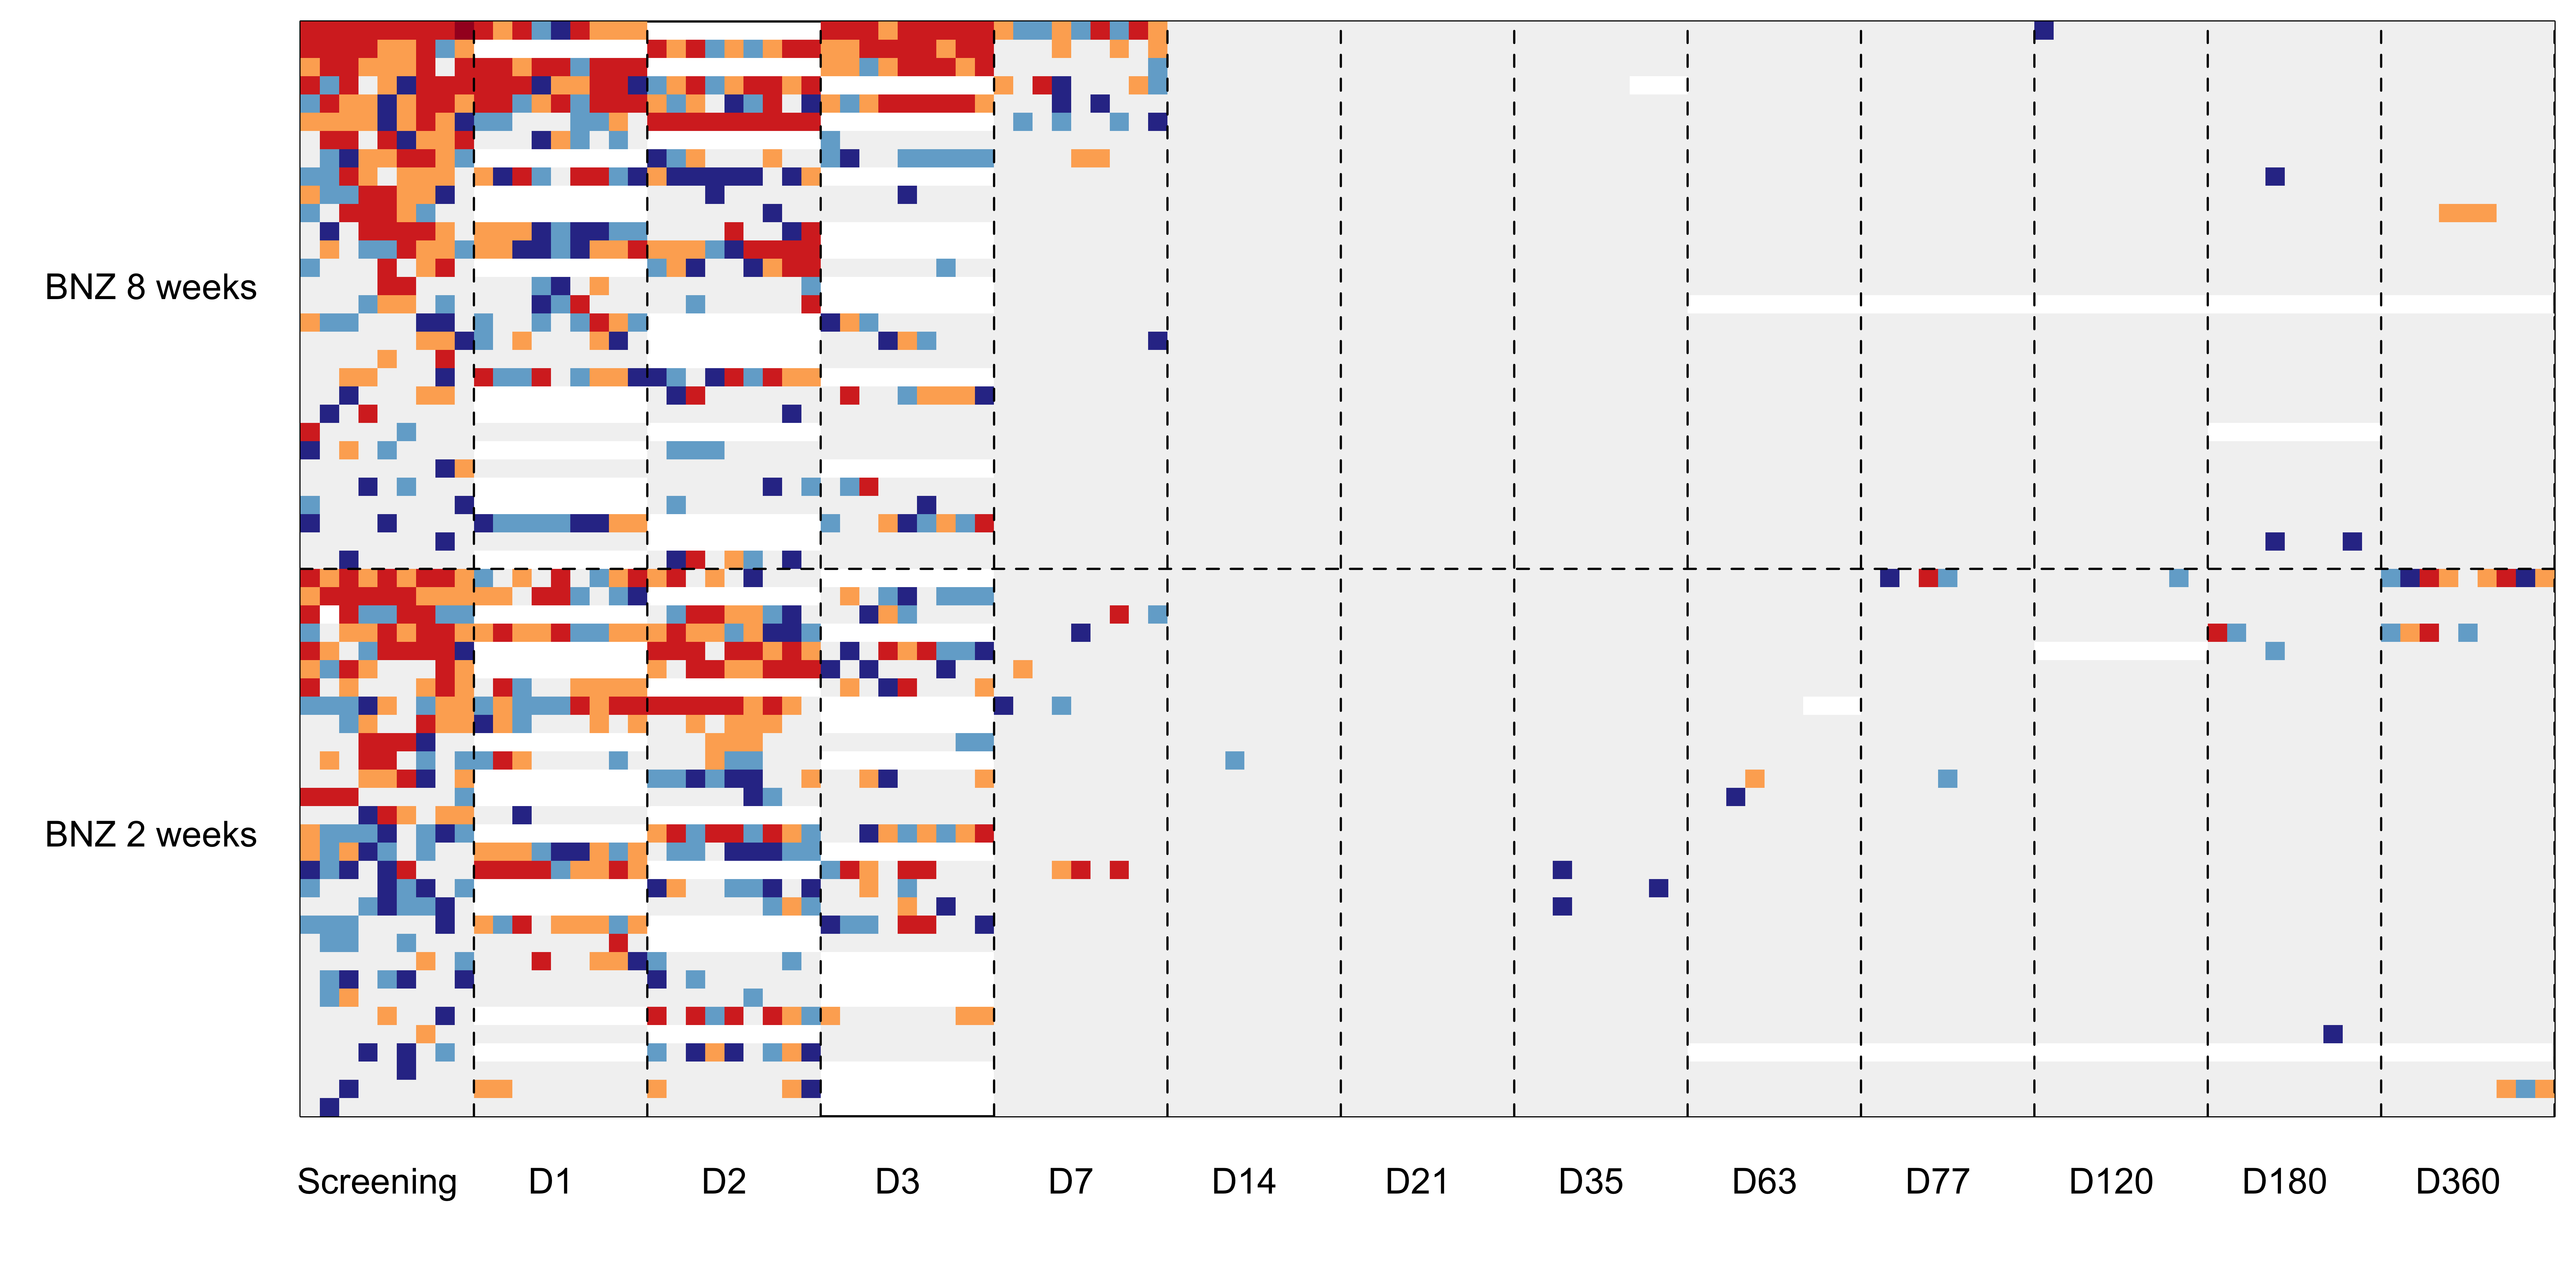 BNZ 8 weeks
BNZ 2 weeks
Screening D1 D2 D3 D7 D14 D21 D35 D63 D77 D120 D180 D360